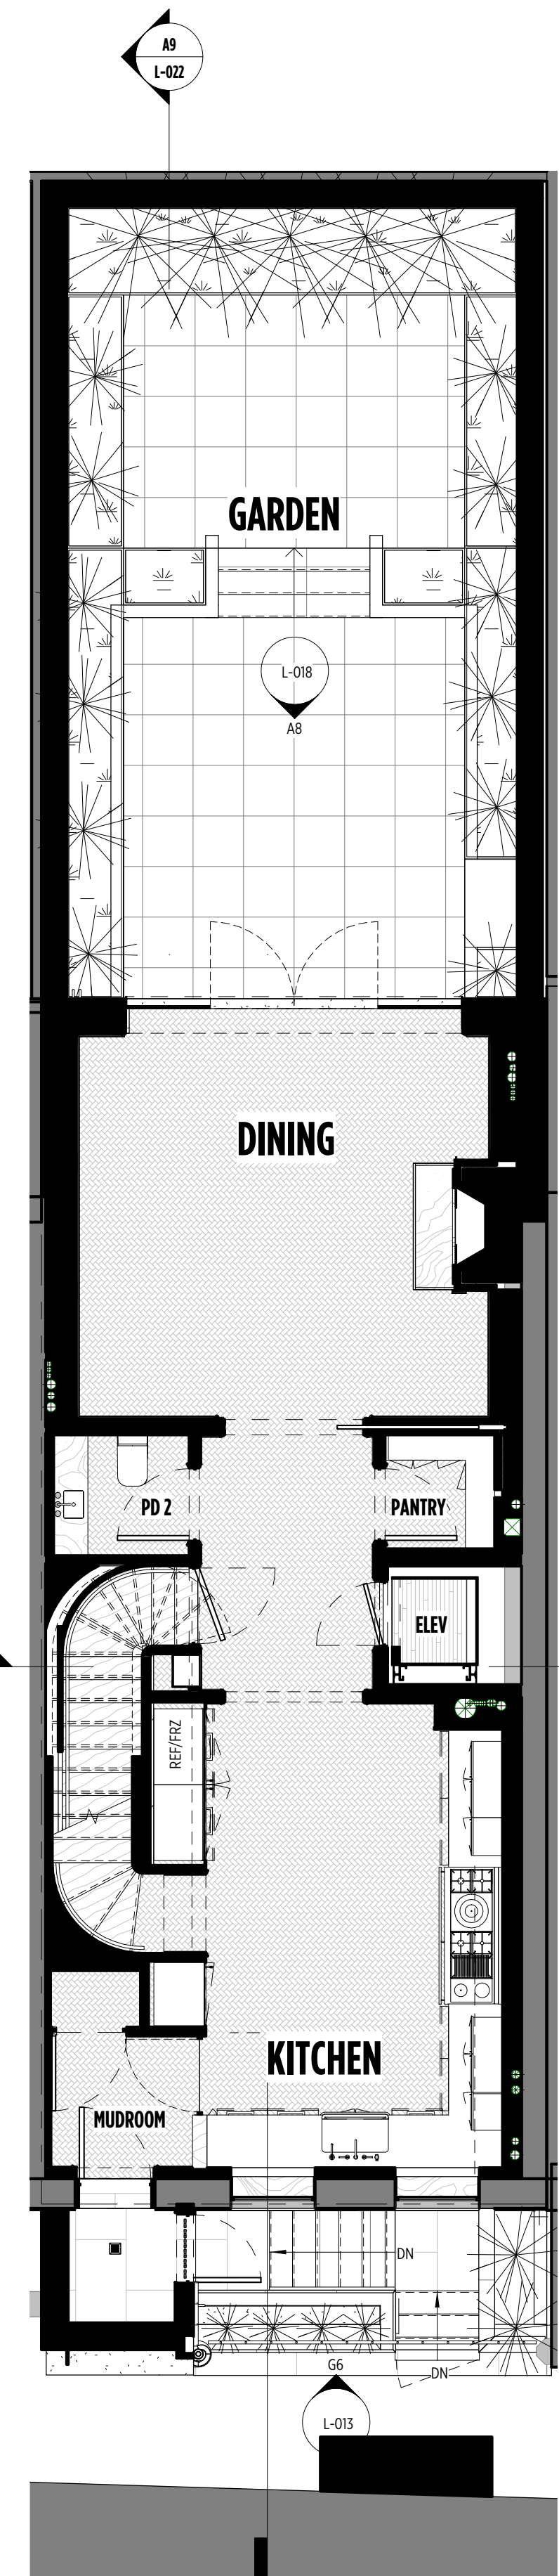 A9
L-022
GARDEN
L-018
A8
DINING
PD 2
PANTRY
ELEV
REF/FRZ
KITCHEN
MUDROOM
DN
DN
G6
L-013